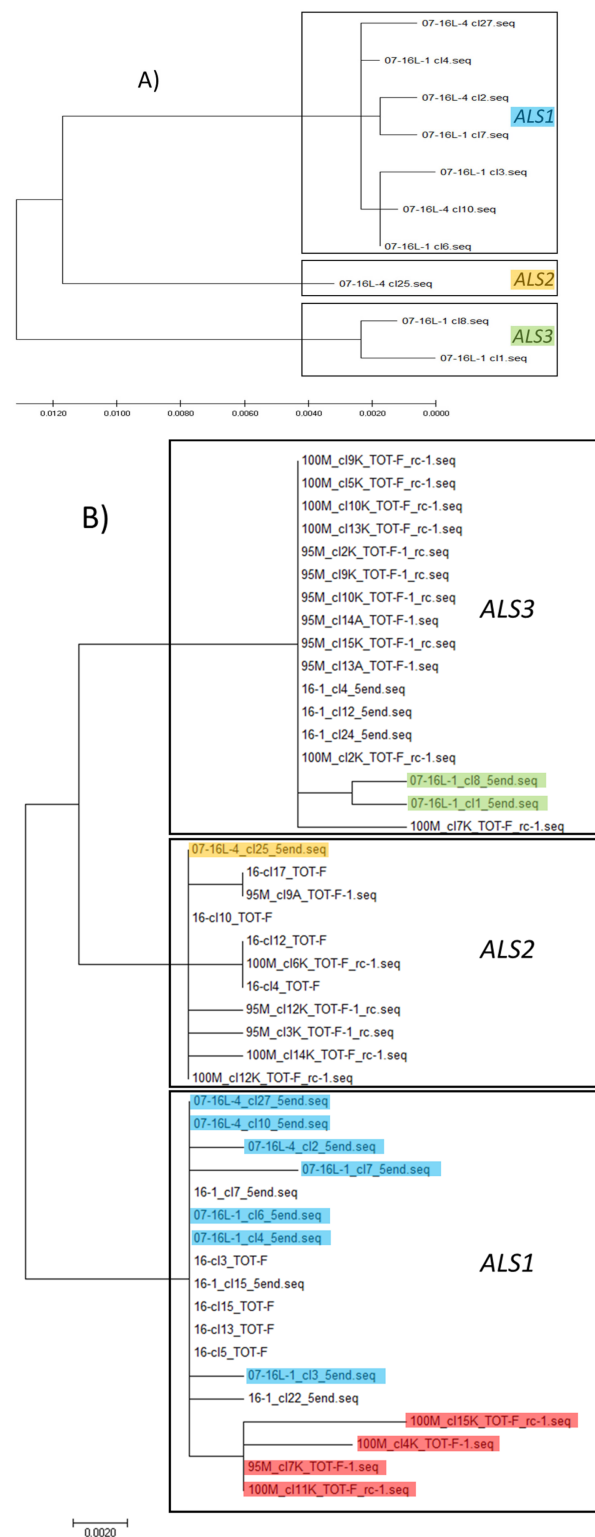 A)
07-16L-4 cl27.seq
07-16L-1 cl4.seq
07-16L-4 cl2.seq
ALS1
07-16L-1 cl7.seq
07-16L-1 cl3.seq
07-16L-4 cl10.seq
07-16L-1 cl6.seq
07-16L-4 cl25.seq
ALS2
07-16L-1 cl8.seq
ALS3
07-16L-1 cl1.seq
0.0120 0.0100 0.0080 0.0060 0.0040 0.0020 0.0000
B)
100M_cl9K_TOT-F_rc-1.seq
100M_cl5K_TOT-F_rc-1.seq
100M_cl10K_TOT-F_rc-1.seq
100M_cl13K_TOT-F_rc-1.seq
95M_cl2K_TOT-F-1_rc.seq
95M_cl9K_TOT-F-1_rc.seq
95M_cl10K_TOT-F-1_rc.seq
ALS3
95M_cl14A_TOT-F-1.seq
95M_cl15K_TOT-F-1_rc.seq
95M_cl13A_TOT-F-1.seq
16-1_cl4_5end.seq
16-1_cl12_5end.seq
16-1_cl24_5end.seq
100M_cl2K_TOT-F_rc-1.seq
07-16L-1_cl8_5end.seq
07-16L-1_cl1_5end.seq
100M_cl7K_TOT-F_rc-1.seq
07-16L-4_cl25_5end.seq
16-cl17_TOT-F
95M_cl9A_TOT-F-1.seq
16-cl10_TOT-F
16-cl12_TOT-F
ALS2
100M_cl6K_TOT-F_rc-1.seq
16-cl4_TOT-F
95M_cl12K_TOT-F-1_rc.seq
95M_cl3K_TOT-F-1_rc.seq
100M_cl14K_TOT-F_rc-1.seq
100M_cl12K_TOT-F_rc-1.seq
07-16L-4_cl27_5end.seq
07-16L-4_cl10_5end.seq
07-16L-4_cl2_5end.seq
07-16L-1_cl7_5end.seq
16-1_cl7_5end.seq
07-16L-1_cl6_5end.seq
07-16L-1_cl4_5end.seq
16-cl3_TOT-F
ALS1
16-1_cl15_5end.seq
16-cl15_TOT-F
16-cl13_TOT-F
16-cl5_TOT-F
07-16L-1_cl3_5end.seq
16-1_cl22_5end.seq
100M_cl15K_TOT-F_rc-1.seq
100M_cl4K_TOT-F-1.seq
95M_cl7K_TOT-F-1.seq
100M_cl11K_TOT-F_rc-1.seq
0.0020